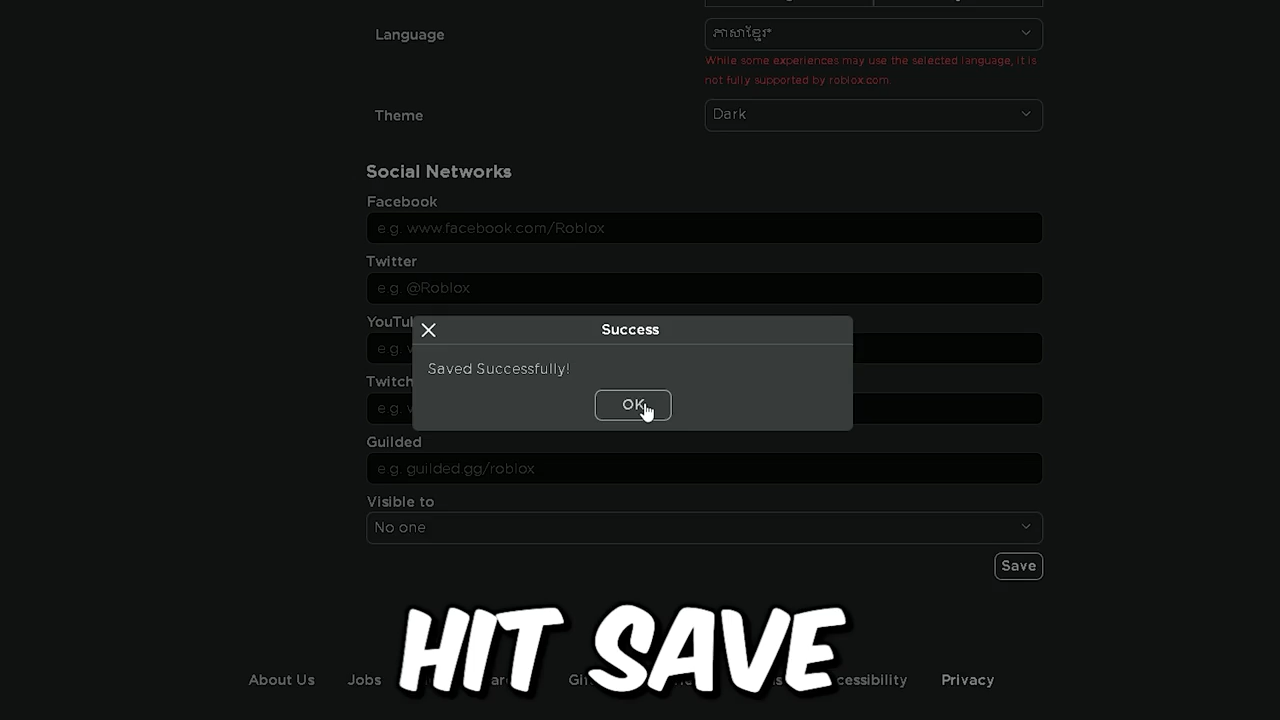 Language
ភាសាខ្មែរ*
While some experiences may use the selected language, it is
not fully supported by roblox.com.
Theme
Dark
Social Networks
Facebook
e.g. www.facebook.com/Roblox
Twitter
e.g. @Roblox
Success
Saved Successfully!
OK
Guilded
e.g. guilded.gg/roblox
Visible to
No one
Save
HIT SAVE
About Us
Jobs
Privacy